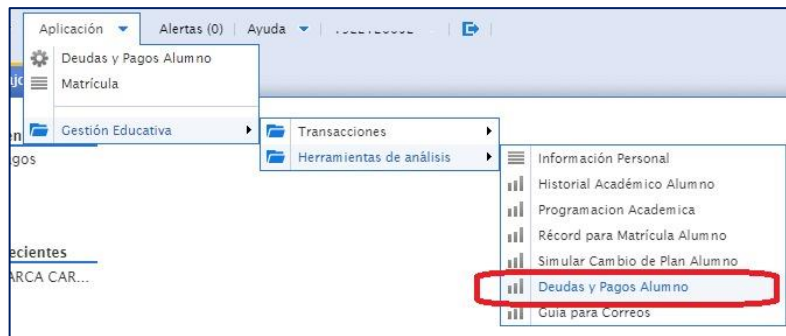 Aplicación Alertas (0) Ayuda
Deudas y Pagos Alumno
Matrícula
Gestión Educativa
Transacciones
gos
Herramientas de análisis
Información Personal
Historial Académico Alumno
Programacion Academica
Récord para Matrícula Alumno
ecientes
Simular Cambio de Plan Alumno
ARCA CAR...
Deudas y Pagos Alumno
Guía para Correos